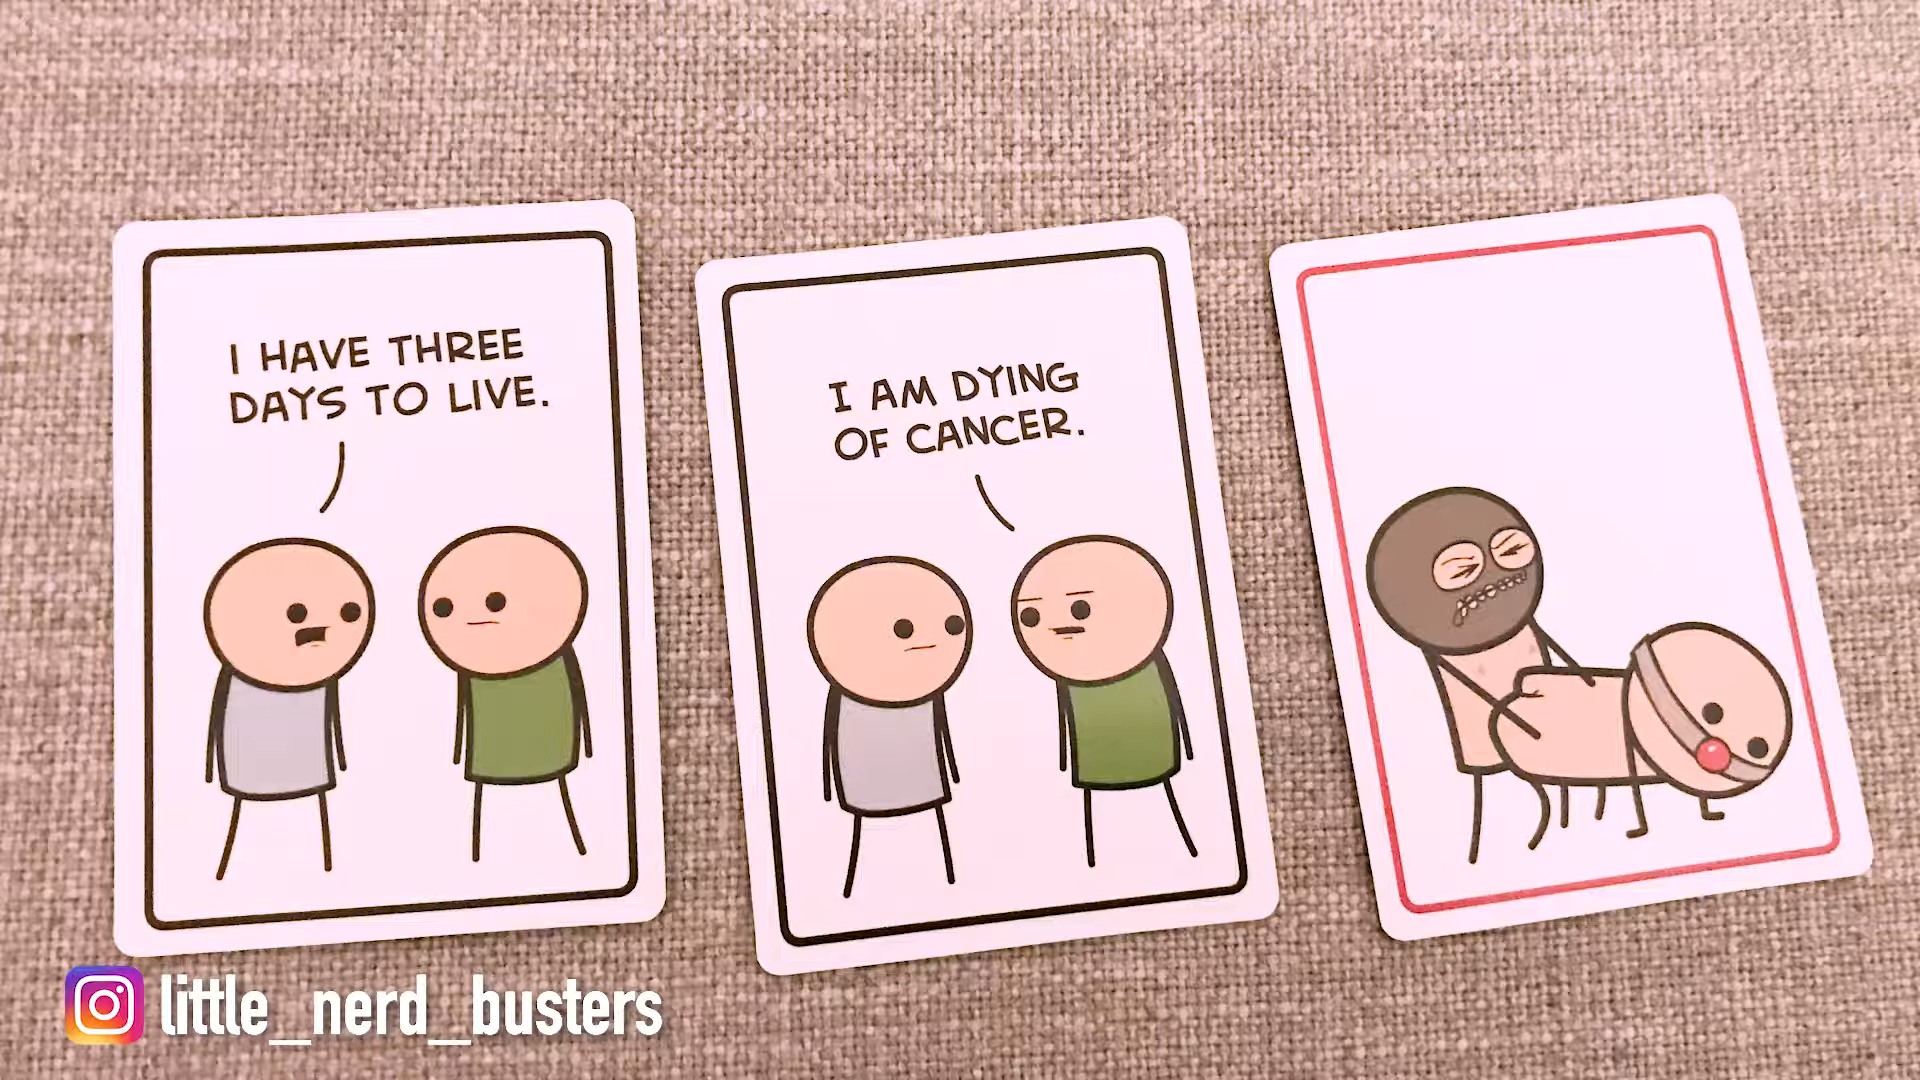 I HAVE THREE
DAYS TO LIVE.
I AM DYING
OF CANCER.
little_nerd_busters